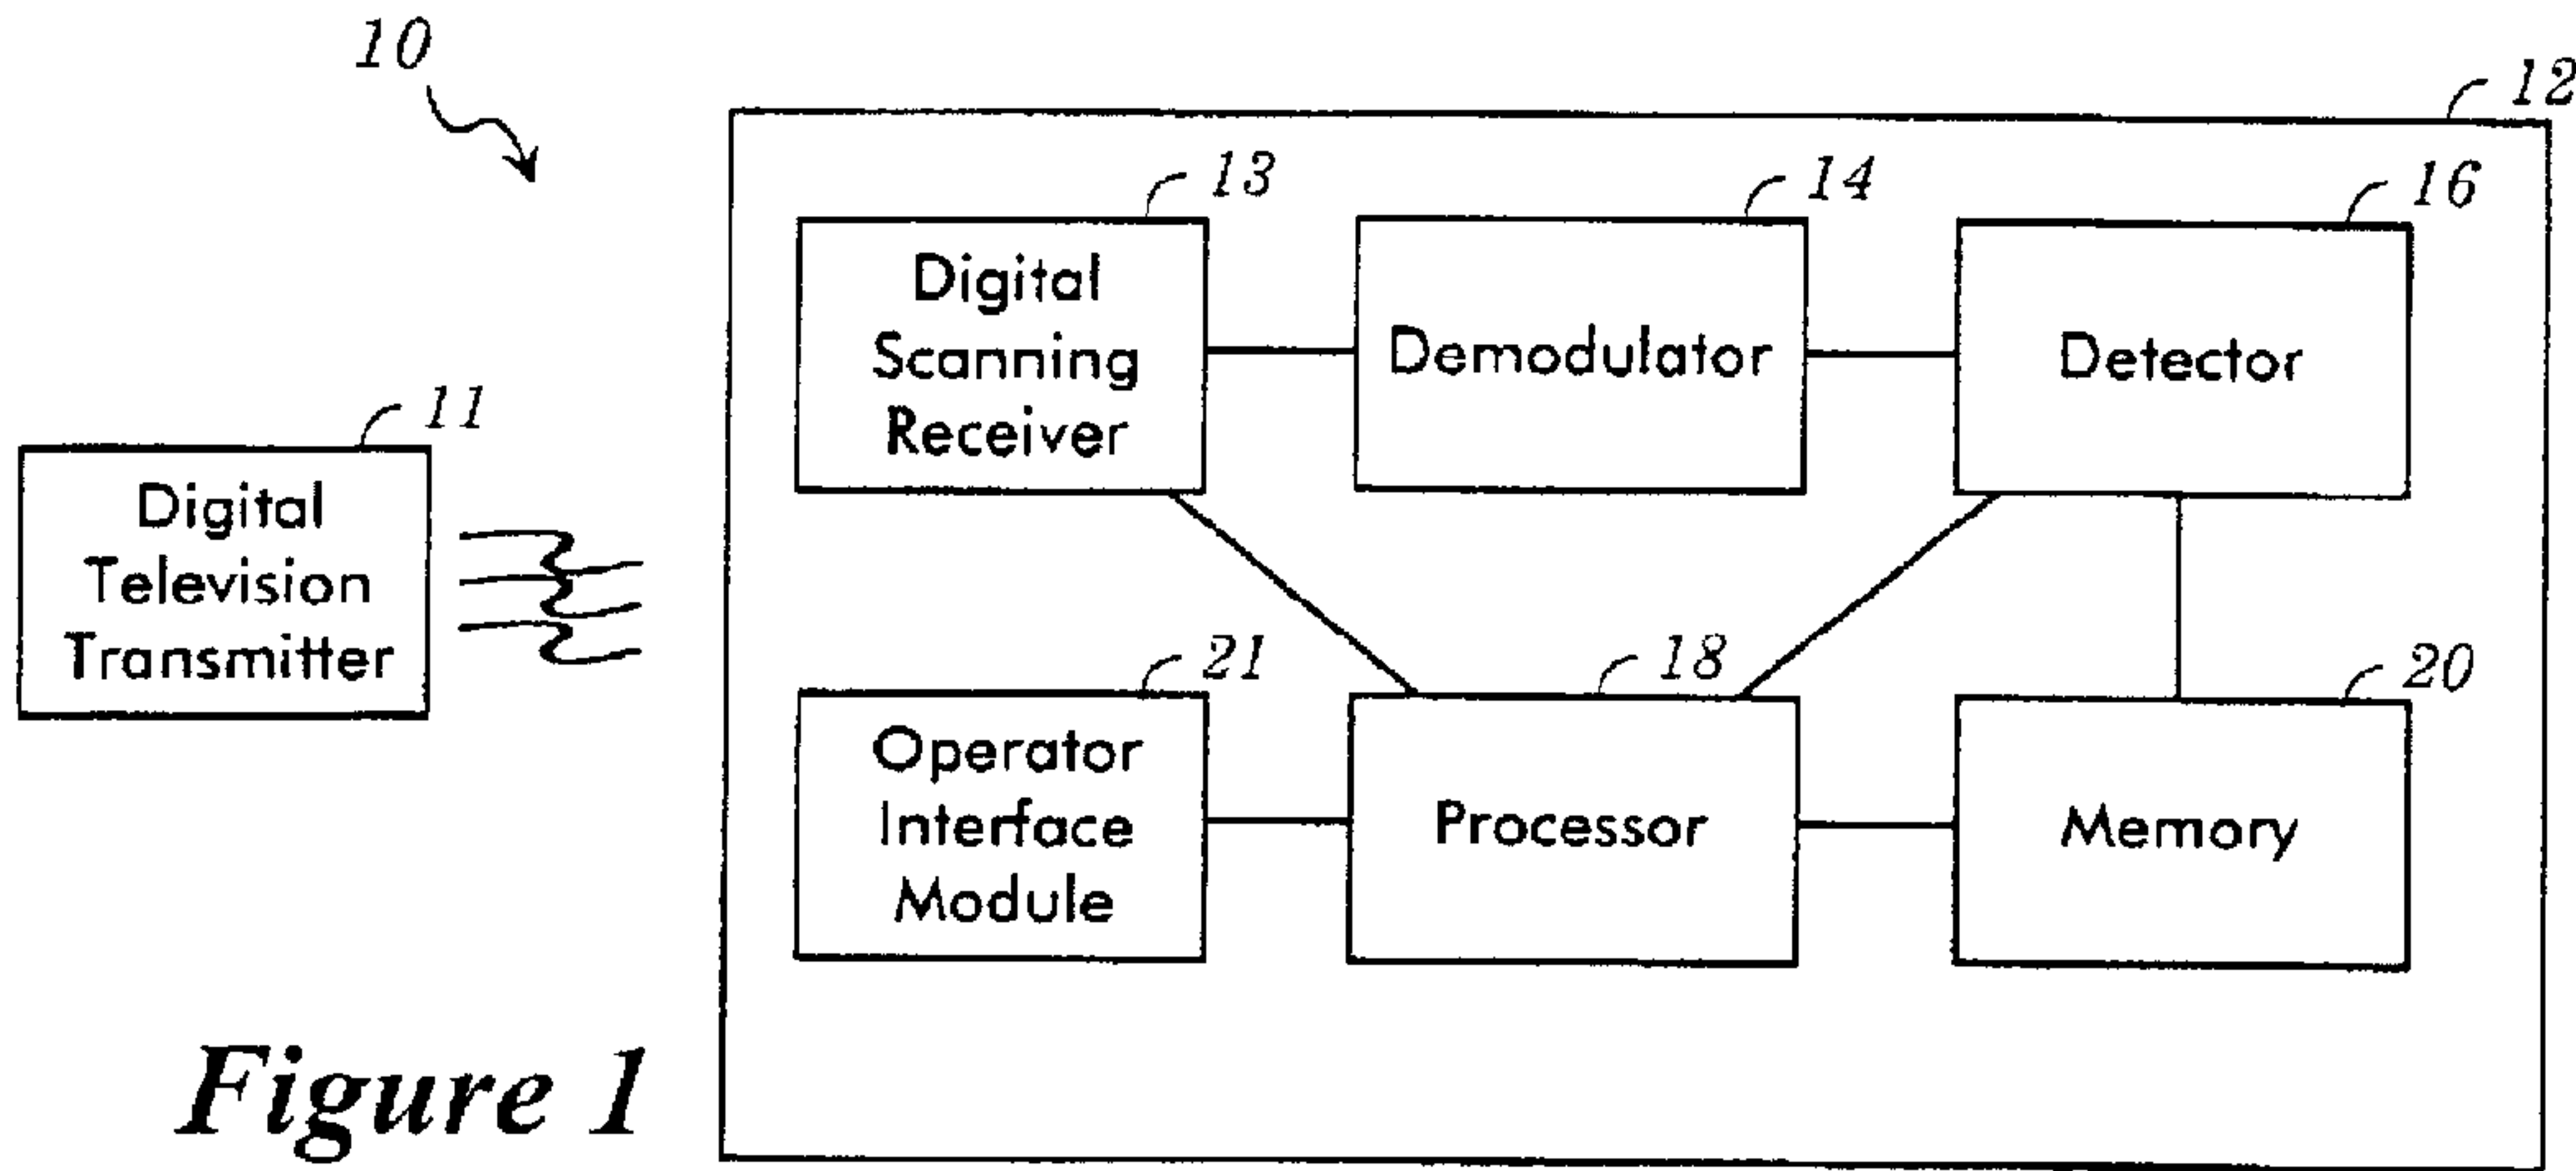 10
12
13
14
16
Digital
Scanning
Receiver
Demodulator
Detector
11
Digital
Television
Transmitter
21
18
20
Operator
Interface
Module
Processor
Memory
Figure 1